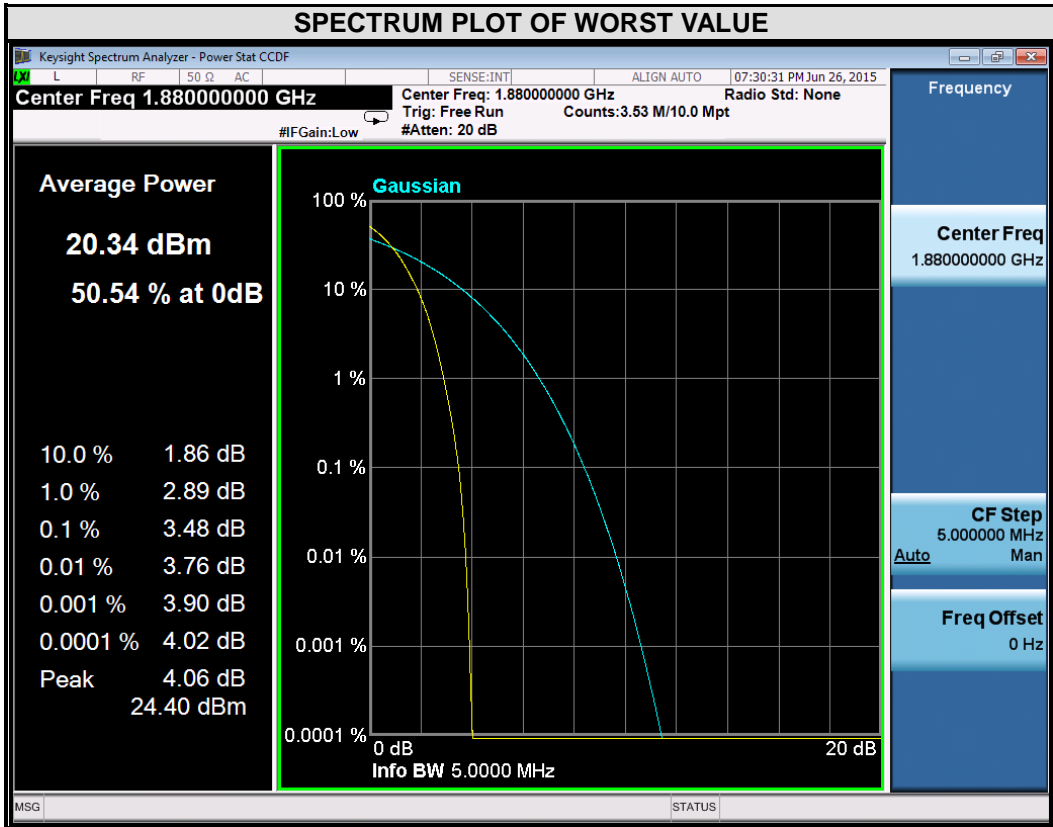 SPECTRUM PLOT OF WORST VALUE
Keysight Spectrum Analyzer - Power Stat CCDF
LXI L RF 50 Ω AC SENSE:INT ALIGN AUTO 07:30:31 PM Jun 26, 2015
Center Freq 1.880000000 GHz
#IFGain:Low
Center Freq: 1.880000000 GHz
Trig: Free Run Counts:3.53 M/10.0 Mpt
#Atten: 20 dB
Radio Std: None
Average Power
20.34 dBm
50.54 % at 0dB
10.0 % 1.86 dB
1.0 % 2.89 dB
0.1 % 3.48 dB
0.01 % 3.76 dB
0.001 % 3.90 dB
0.0001 % 4.02 dB
Peak 4.06 dB
24.40 dBm
Gaussian
100 %
10 %
1 %
0.1 %
0.01 %
0.001 %
0.0001 %
0 dB 20 dB
Info BW 5.0000 MHz
Frequency
Center Freq
1.880000000 GHz
CF Step
5.000000 MHz
Auto Man
Freq Offset
0 Hz
MSG STATUS